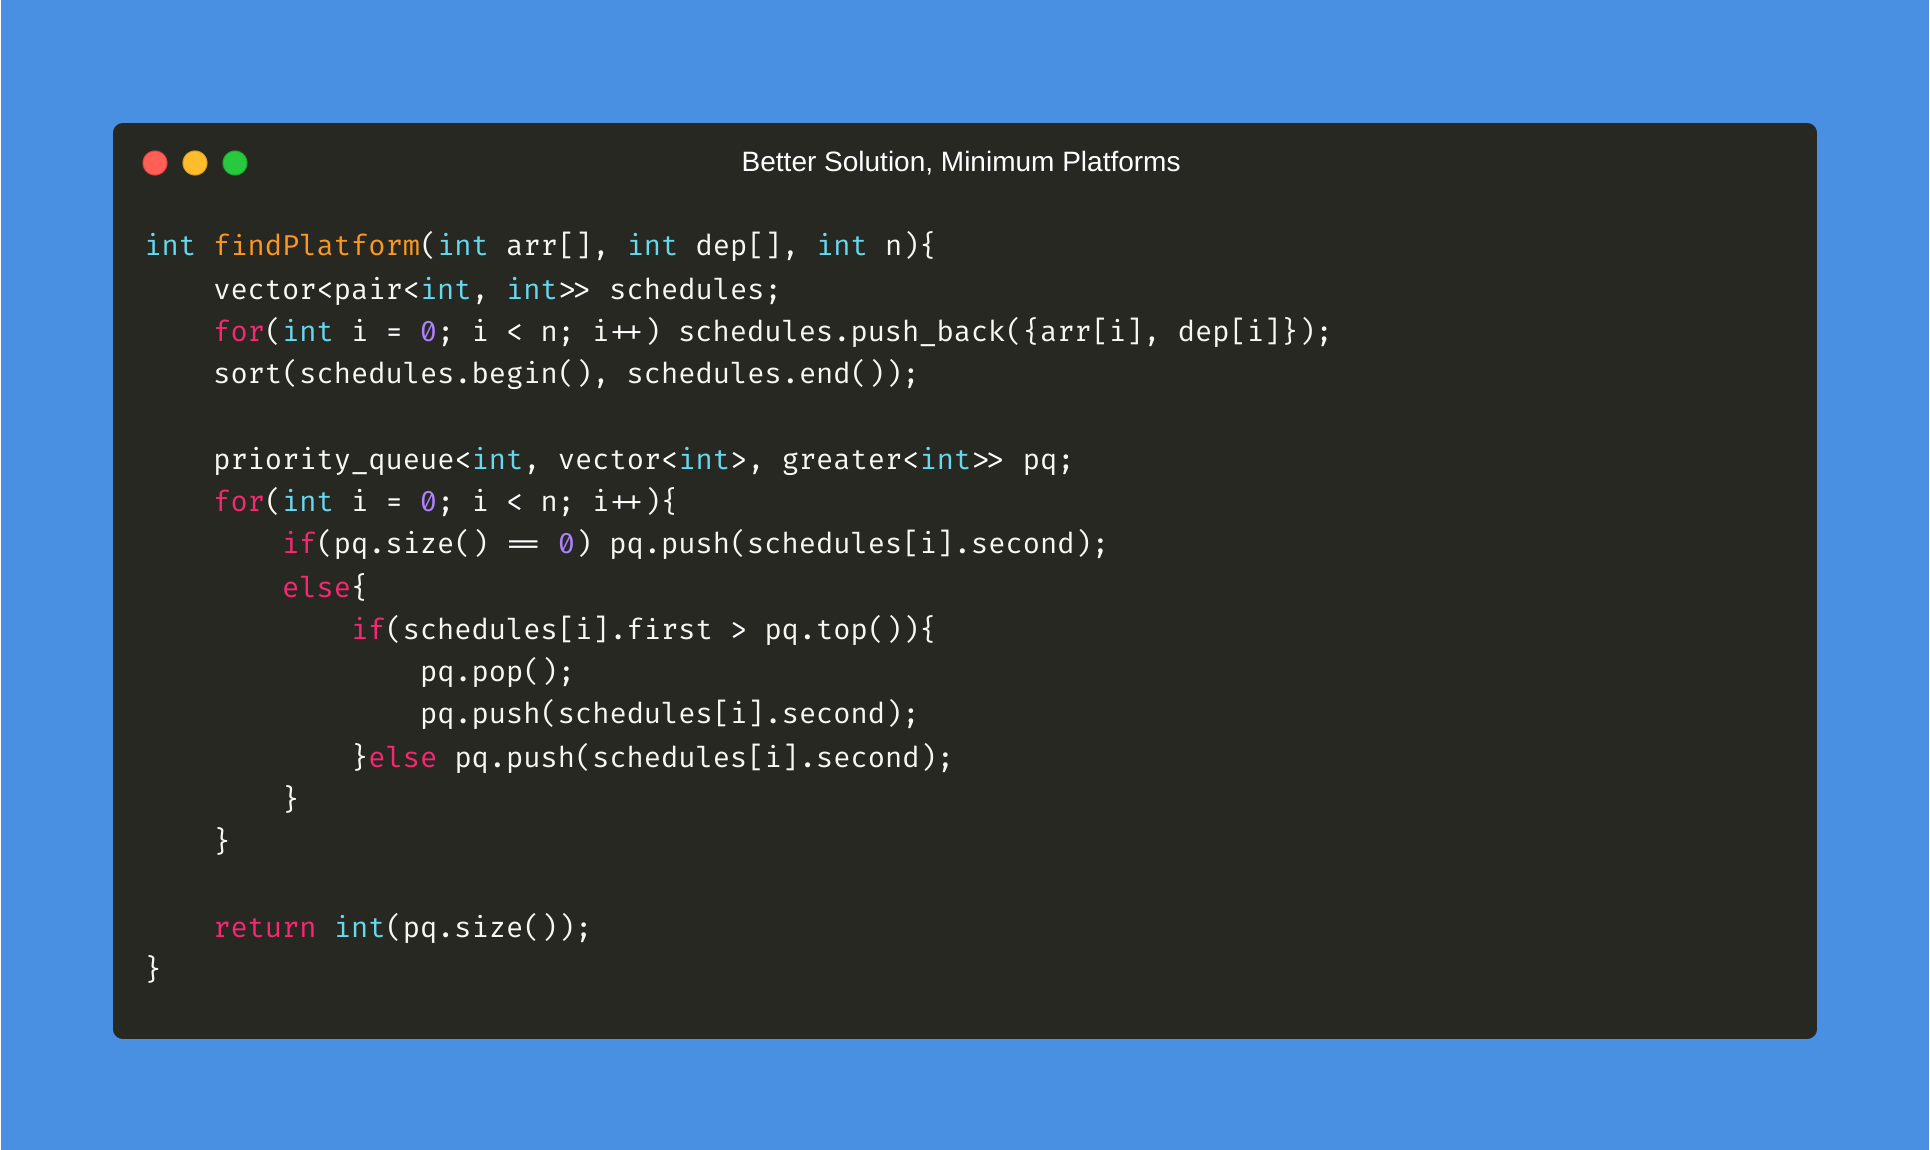 Better Solution, Minimum Platforms
int findPlatform(int arr[], int dep[], int n){
    vector<pair<int, int>> schedules;
    for(int i = 0; i < n; i++) schedules.push_back({arr[i], dep[i]});
    sort(schedules.begin(), schedules.end());

    priority_queue<int, vector<int>, greater<int>> pq;
    for(int i = 0; i < n; i++){
        if(pq.size() == 0) pq.push(schedules[i].second);
        else{
            if(schedules[i].first > pq.top()){
                pq.pop();
                pq.push(schedules[i].second);
            }else pq.push(schedules[i].second);
        }
    }

    return int(pq.size());
}